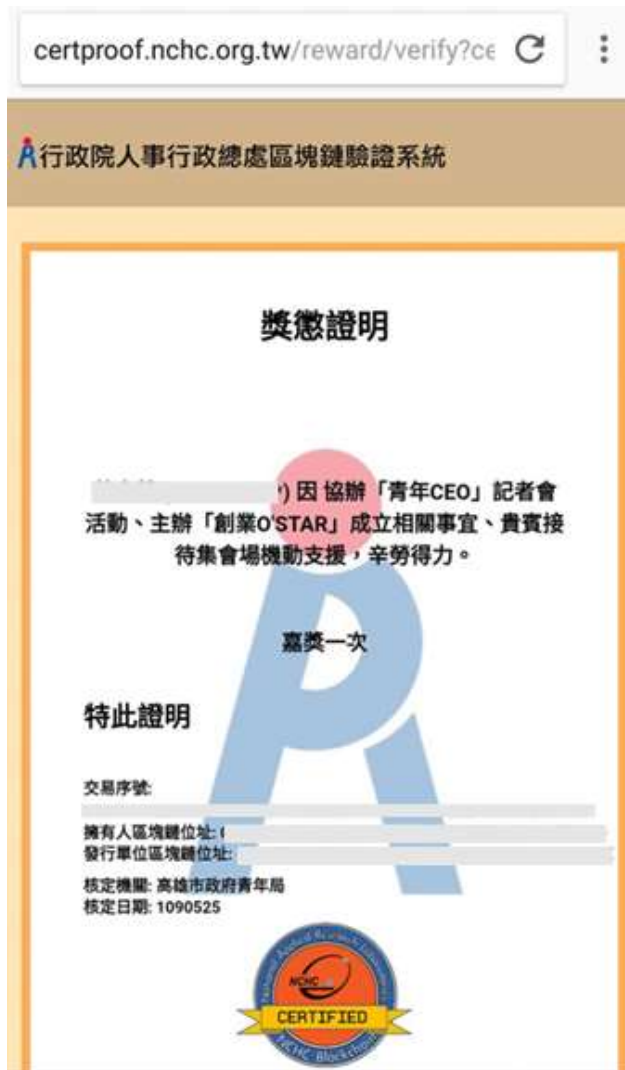 certproof.nchc.org.tw/reward/verify?ce
行政院人事行政總處區塊鏈驗證系統
獎懲證明
) 因 協辦「青年CEO」記者會
活動、主辦「創業O'STAR」成立相關事宜、貴賓接
待集會場機動支援，辛勞得力。
嘉獎一次
特此證明
交易序號:
擁有人區塊鏈位址:
發行單位區塊鏈位址:
核定機關: 高雄市政府青年局
核定日期: 1090525
National Applied Research Laboratories
NCHC
CERTIFIED
NCHC Blockchain